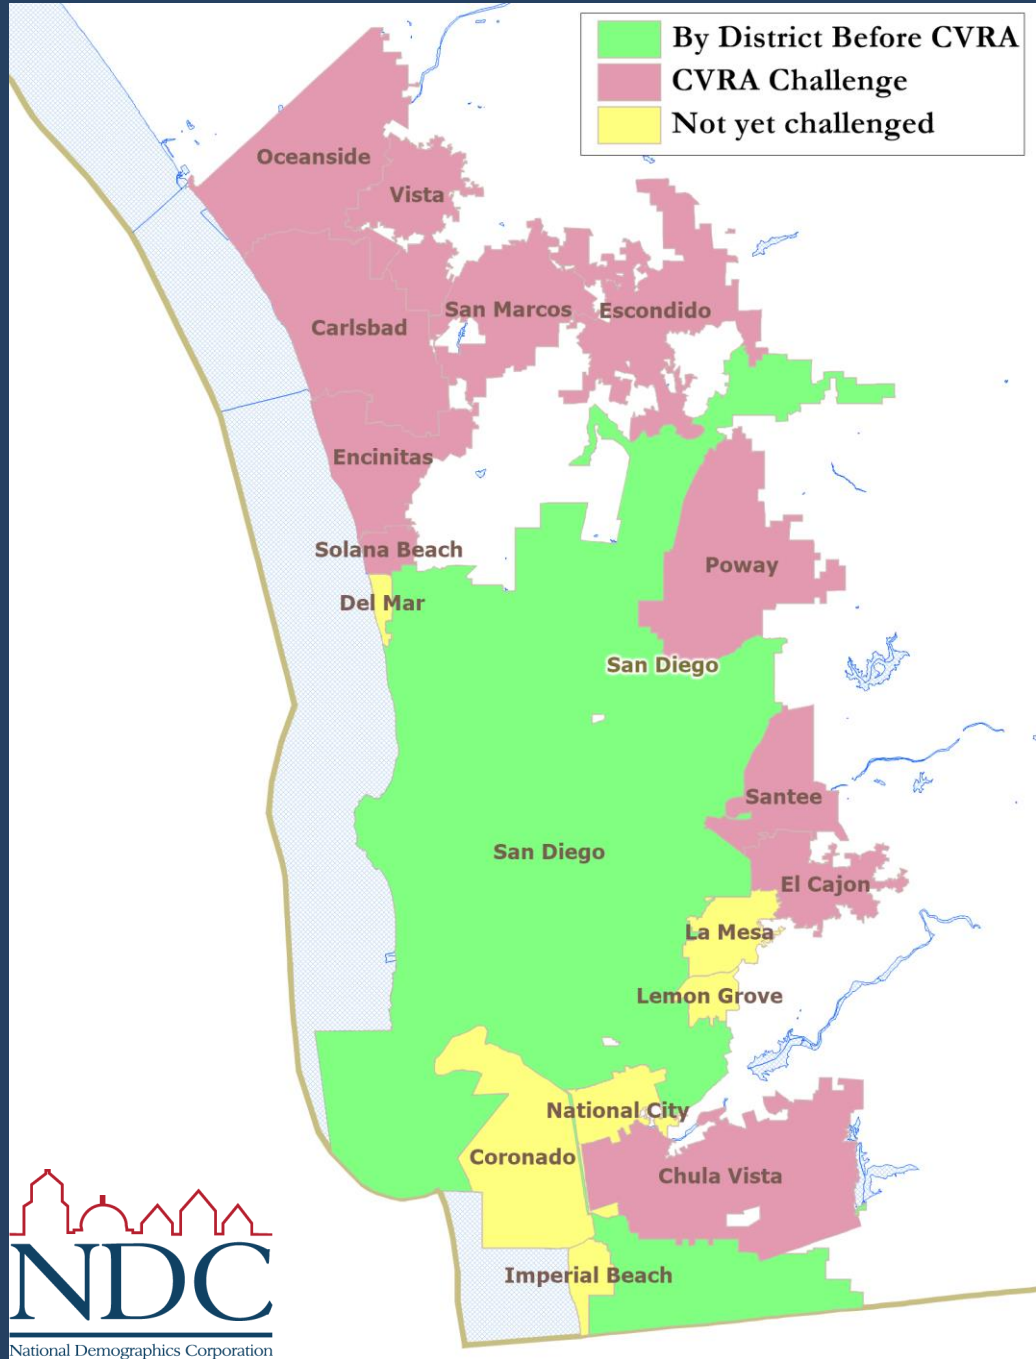 By District Before CVRA
CVRA Challenge
Not yet challenged
Oceanside
Vista
San Marcos
Escondido
Carlsbad
Encinitas
Solana Beach
Poway
Del Mar
San Diego
Santee
San Diego
El Cajon
La Mesa
Lemon Grove
National City
Coronado
Chula Vista
Imperial Beach
NDC
National Demographics Corporation